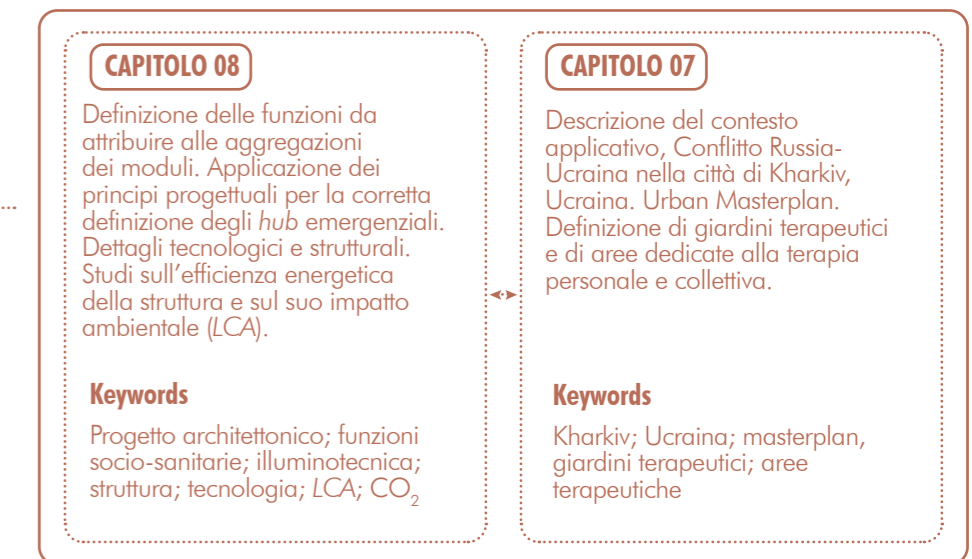 ...
CAPITOLO 08
Definizione delle funzioni da
attribuire alle aggregazioni
dei moduli. Applicazione dei
principi progettuali per la corretta
definizione degli hub emergenziali.
Dettagli tecnologici e strutturali.
Studi sull'efficienza energetica
della struttura e sul suo impatto
ambientale (LCA).
Keywords
Progetto architettonico; funzioni
socio-sanitarie; illuminotecnica;
struttura; tecnologia; LCA; CO₂
CAPITOLO 07
Descrizione del contesto
applicativo, Conflitto Russia-
Ucraina nella città di Kharkiv,
Ucraina. Urban Masterplan.
Definizione di giardini terapeutici
e di aree dedicate alla terapia
personale e collettiva.
Keywords
Kharkiv; Ucraina; masterplan,
giardini terapeutici; aree
terapeutiche